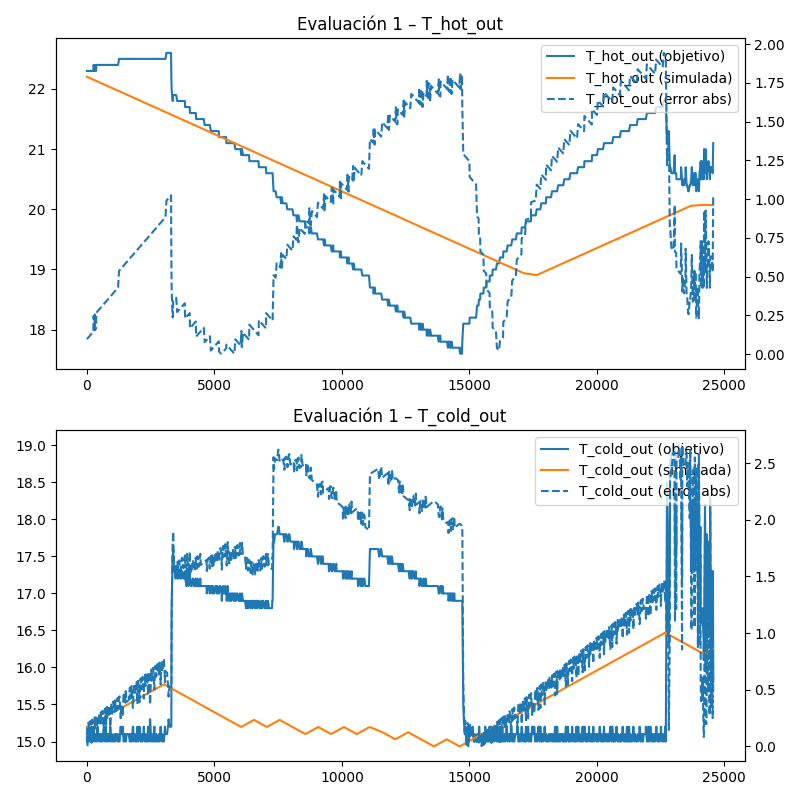 Evaluación 1 – T_hot_out
T_hot_out (objetivo)
T_hot_out (simulada)
T_hot_out (error abs)
22
21
20
19
18
2.00
1.75
1.50
1.25
1.00
0.75
0.50
0.25
0.00
0 5000 10000 15000 20000 25000
Evaluación 1 – T_cold_out
T_cold_out (objetivo)
T_cold_out (simulada)
T_cold_out (error abs)
19.0
18.5
18.0
17.5
17.0
16.5
16.0
15.5
15.0
2.5
2.0
1.5
1.0
0.5
0.0
0 5000 10000 15000 20000 25000